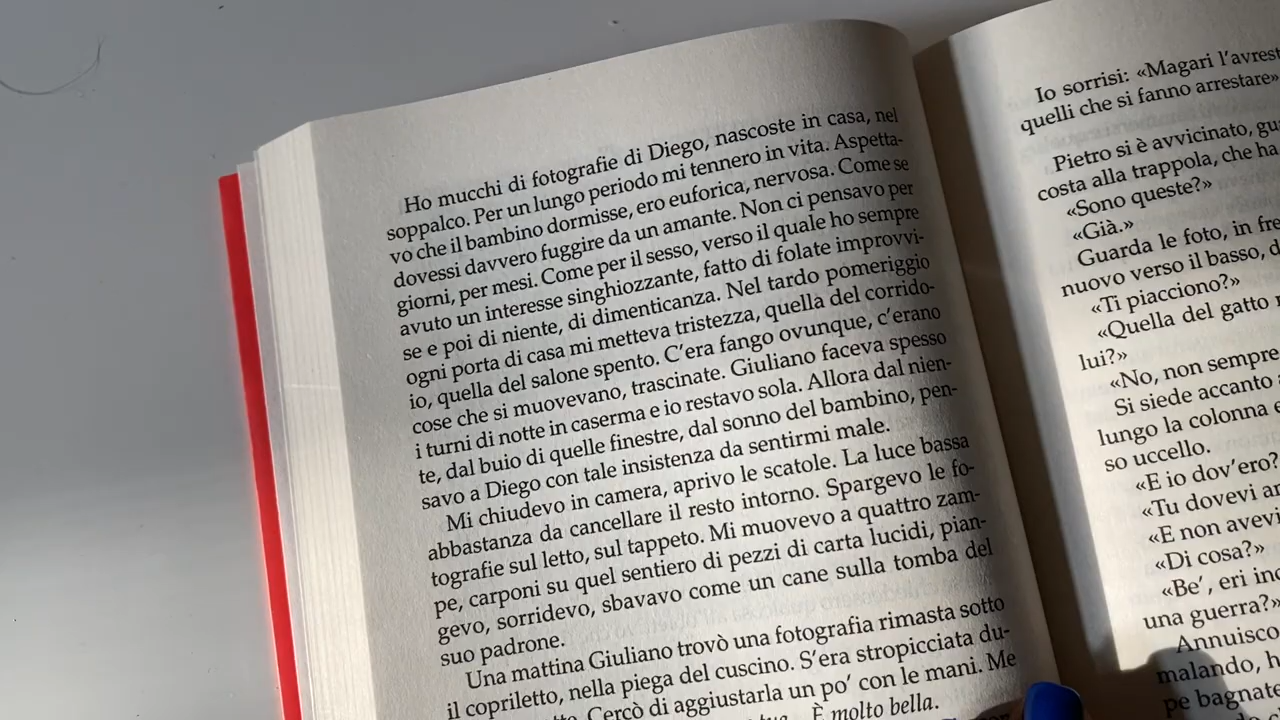 Ho mucchi di fotografie di Diego, nascoste in casa, nel
soppalco. Per un lungo periodo mi tennero in vita. Aspetta-
vo che il bambino dormisse, ero euforica, nervosa. Come se
dovessi davvero fuggire da un amante. Non ci pensavo per
giorni, per mesi. Come per il sesso, verso il quale ho sempre
avuto un interesse singhiozzante, fatto di folate improvvi-
se e poi di niente, di dimenticanza. Nel tardo pomeriggio
ogni porta di casa mi metteva tristezza, quella del corrido-
io, quella del salone spento. C'era fango ovunque, c'erano
cose che si muovevano, trascinate. Giuliano faceva spesso
i turni di notte in caserma e io restavo sola. Allora dal nien-
te, dal buio di quelle finestre, dal sonno del bambino, pen-
savo a Diego con tale insistenza da sentirmi male.
Mi chiudevo in camera, aprivo le scatole. La luce bassa
abbastanza da cancellare il resto intorno. Spargevo le fo-
tografie sul letto, sul tappeto. Mi muovevo a quattro zam-
pe, carponi su quel sentiero di pezzi di carta lucidi, pian-
gevo, sorridevo, sbavavo come un cane sulla tomba del
suo padrone.
Una mattina Giuliano trovò una fotografia rimasta sotto
il copriletto, nella piega del cuscino. S'era stropicciata du-
Cercò di aggiustarla un po' con le mani. Me
È molto bella.
Io sorrisi: «Magari l'avrest
quelli che si fanno arrestare»
Pietro si è avvicinato, gu
costa alla trappola, che ha
«Sono queste?»
«Già.»
Guarda le foto, in fre
nuovo verso il basso, d
«Ti piacciono?»
«Quella del gatto
lui?»
«No, non sempre
Si siede accanto
lungo la colonna
so uccello.
«E io dov'ero?
«Tu dovevi ar
«E non avevi
«Di cosa?»
«Be', eri inc
una guerra?»
Annuisco
malando, h
pe bagnate